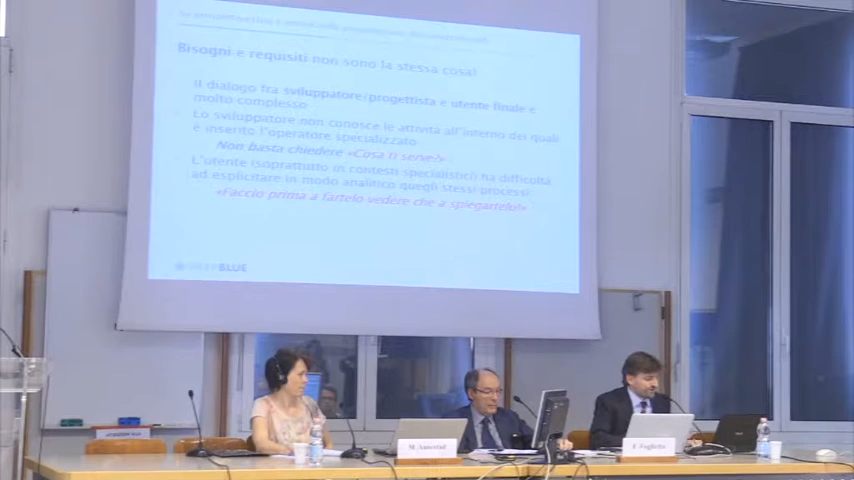 Bisogni e requisiti non sono la stessa cosa!
Il dialogo fra sviluppatore/progettista e utente finale è
molto complesso
Lo sviluppatore non conosce le attività all'interno dei quali
è inserito l'operatore specializzato
Non basta chiedere «Cosa ti serve?»
L'utente (soprattutto in contesti specialistici) ha difficoltà
ad esplicitare in modo analitico quegli stessi processi
«Faccio prima a fartelo vedere che a spiegartelo!»
BLUE